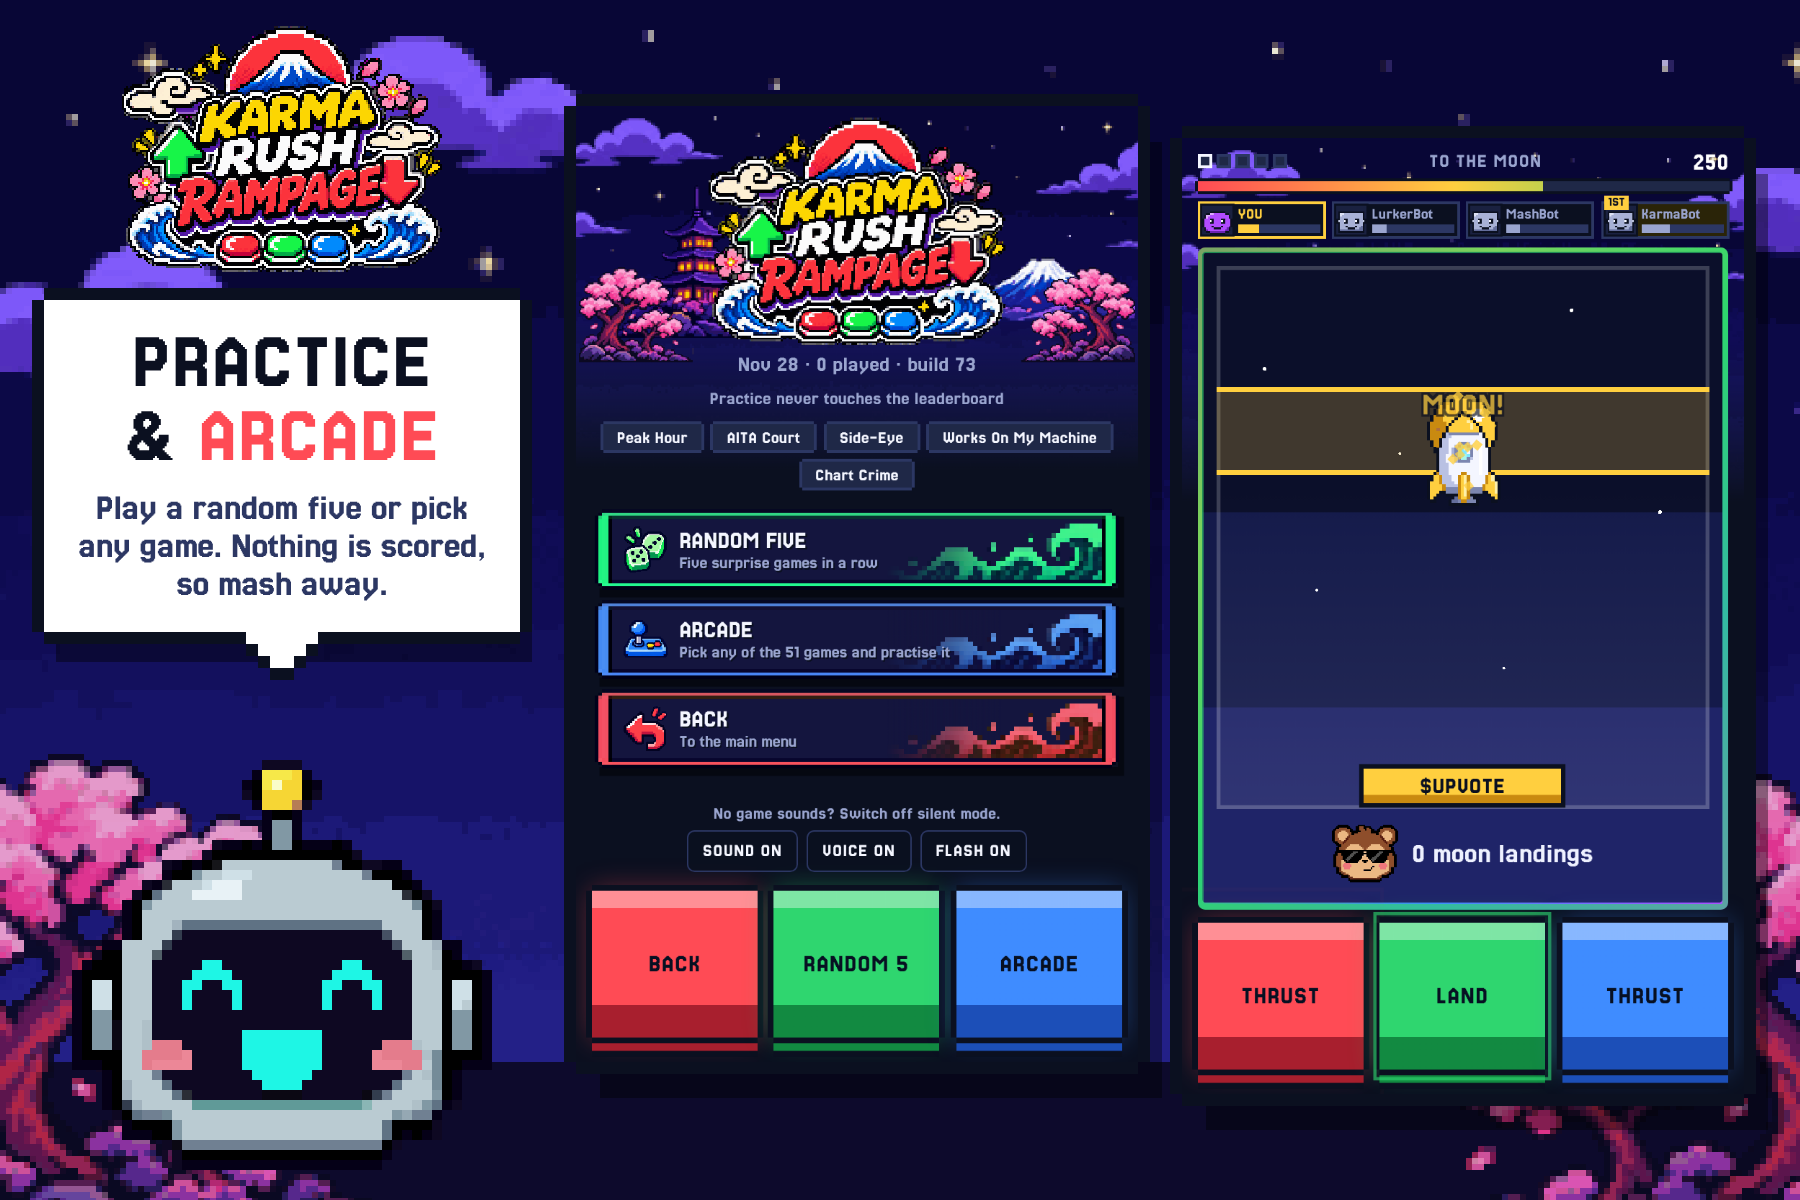 KARMA
RUSH
RAMPAGE
PRACTICE
& ARCADE
Play a random five or pick
any game. Nothing is scored,
so mash away.
KARMA
RUSH
RAMPAGE
Nov 28 · 0 played · build 73
Practice never touches the leaderboard
Peak Hour
AITA Court
Side-Eye
Works On My Machine
Chart Crime
RANDOM FIVE
Five surprise games in a row
ARCADE
Pick any of the 51 games and practise it
BACK
To the main menu
No game sounds? Switch off silent mode.
SOUND ON
VOICE ON
FLASH ON
BACK
RANDOM 5
ARCADE
TO THE MOON
250
YOU
LurkerBot
MashBot
1ST
KarmaBot
MOON!
$UPVOTE
0 moon landings
THRUST
LAND
THRUST